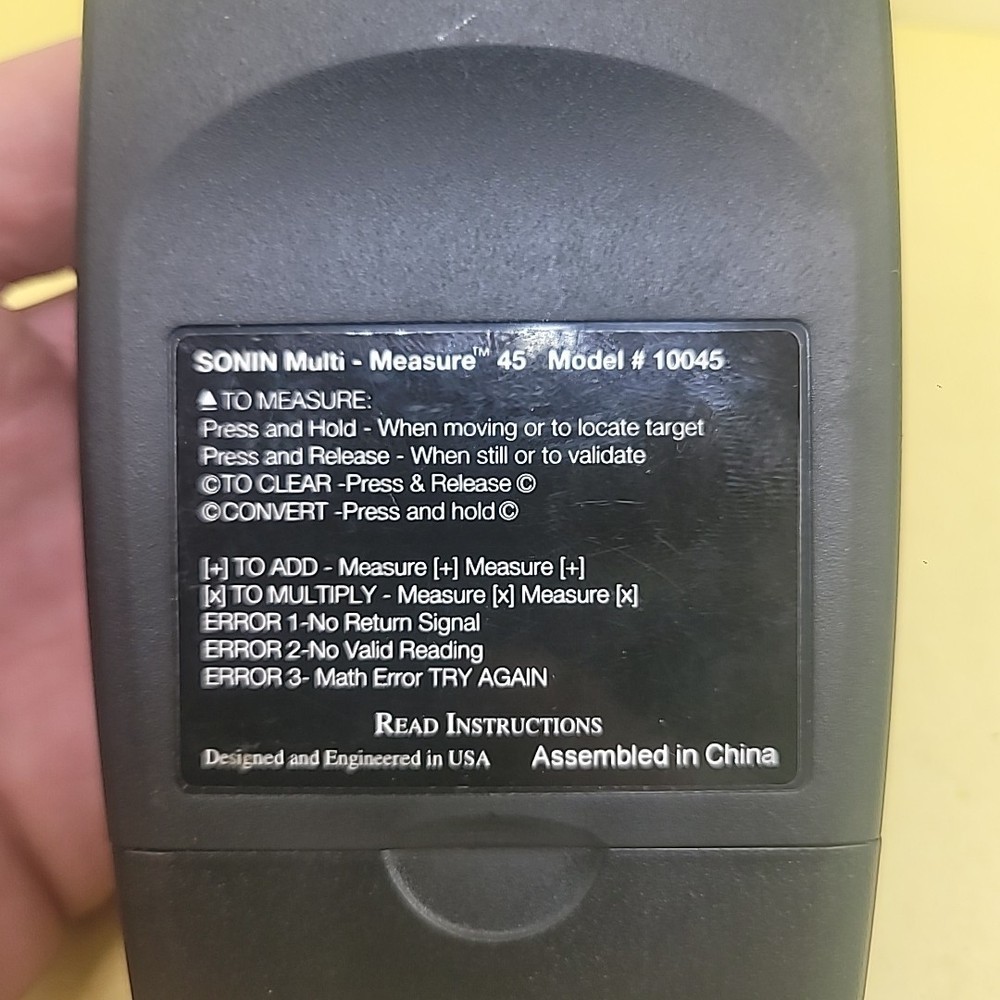 SONIN Multi - Measure™ 45' Model # 10045
TO MEASURE:
Press and Hold - When moving or to locate target
Press and Release - When still or to validate
©TO CLEAR -Press & Release ©
©CONVERT -Press and hold ©
[+] TO ADD - Measure [+] Measure [+]
[x] TO MULTIPLY - Measure [x] Measure [x]
ERROR 1-No Return Signal
ERROR 2-No Valid Reading
ERROR 3- Math Error TRY AGAIN
READ INSTRUCTIONS
Designed and Engineered in USA Assembled in China